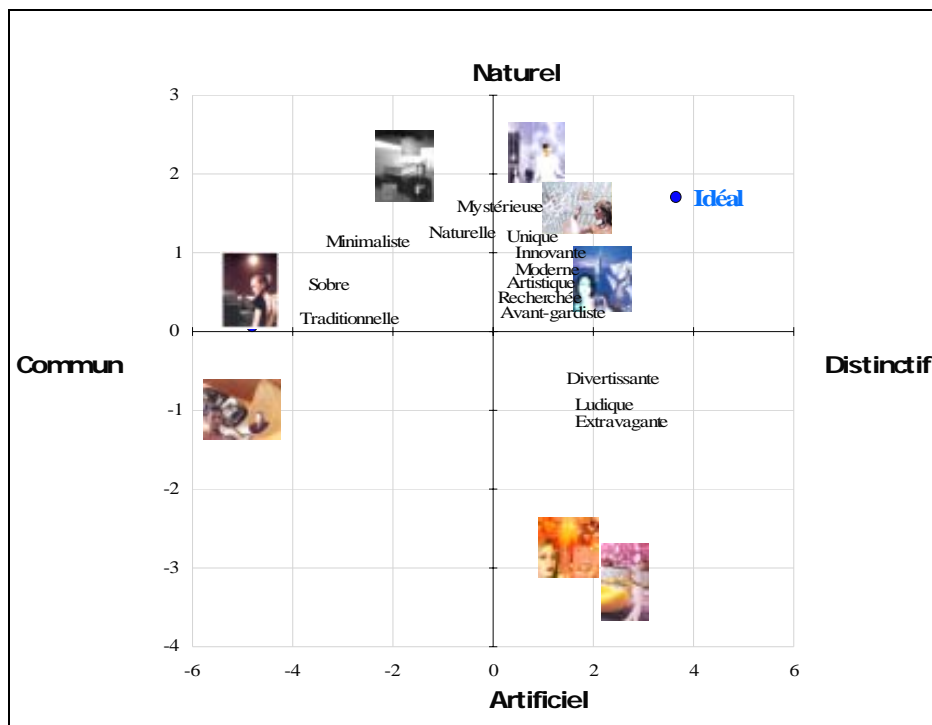 Naturel
3
2
Mystérieuse
Idéal
Naturelle
Unique
Minimaliste
1
Innovante
Moderne
Sobre
Artistique
Recherchée
Traditionnelle
Avant-gardiste
0
Commun
Distinctif
Divertissante
-1
Ludique
Extravagante
-2
-3
-4
-6 -4 -2 0 2 4 6
Artificiel